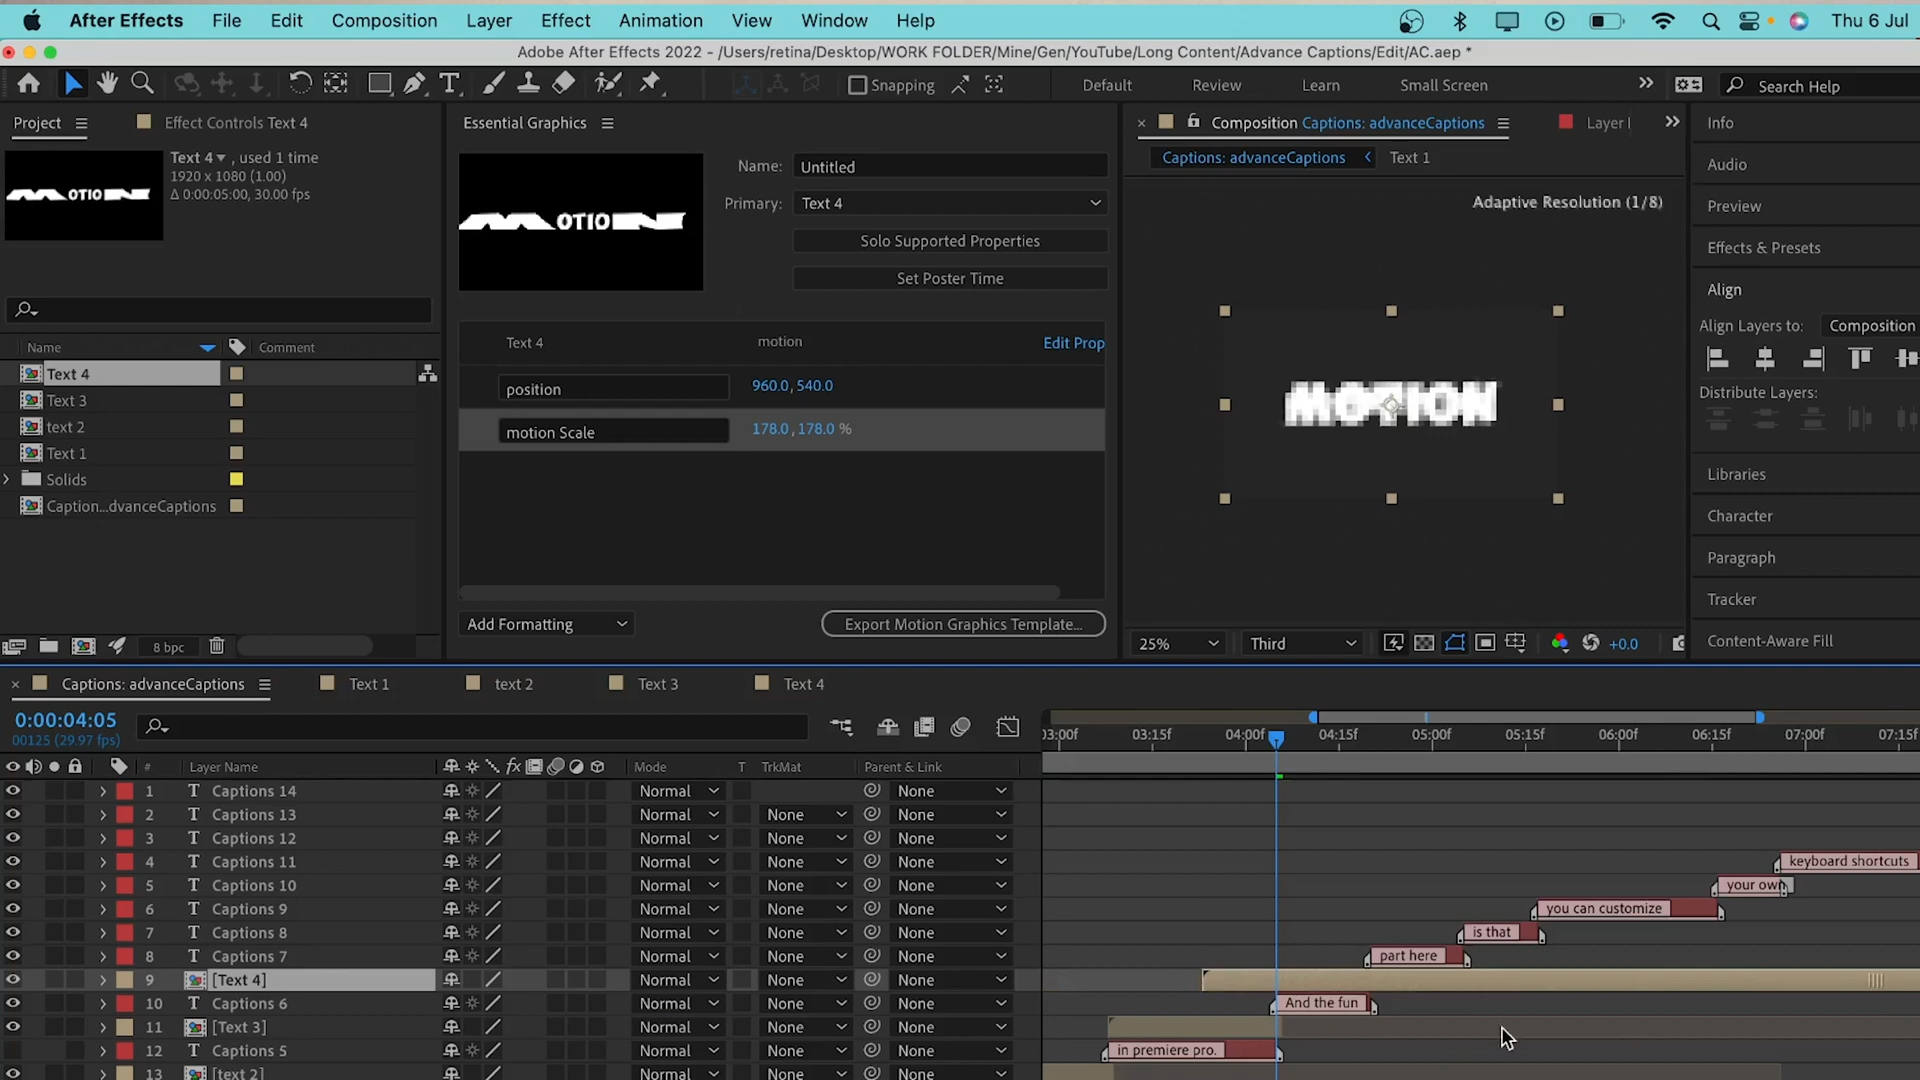 After Effects File Edit Composition Layer Effect Animation View Window Help Thu 6 Jul
Adobe After Effects 2022 - /Users/retina/Desktop/WORK FOLDER/Mine/Gen/YouTube/Long Content/Advance Captions/Edit/AC.aep *
Snapping Default Review Learn Small Screen Search Help
Project Effect Controls Text 4
Text 4 , used 1 time
1920 x 1080 (1.00)
Δ 0:00:05:00, 30.00 fps
OTIO
Name Comment
Text 4
Text 3
text 2
Text 1
Solids
Caption...dvanceCaptions
8 bpc
Essential Graphics
OTIO
Name: Untitled
Primary: Text 4
Solo Supported Properties
Set Poster Time
Text 4 motion Edit Prop
position 960.0, 540.0
motion Scale 178.0, 178.0 %
Add Formatting Export Motion Graphics Template...
Composition Captions: advanceCaptions Layer
Captions: advanceCaptions Text 1
Adaptive Resolution (1/8)
MOTION
25% Third +0.0
Info
Audio
Preview
Effects & Presets
Align
Align Layers to: Composition
Distribute Layers:
Libraries
Character
Paragraph
Tracker
Content-Aware Fill
Captions: advanceCaptions Text 1 text 2 Text 3 Text 4
0:00:04:05
00125 (29.97 fps)
03:00f 03:15f 04:00f 04:15f 05:00f 05:15f 06:00f 06:15f 07:00f 07:15f
# Layer Name fx Mode T TrkMat Parent & Link
1 T Captions 14 Normal None
2 T Captions 13 Normal None None
3 T Captions 12 Normal None None
4 T Captions 11 Normal None None keyboard shortcuts
5 T Captions 10 Normal None None your own
6 T Captions 9 Normal None None you can customize
7 T Captions 8 Normal None None is that
8 T Captions 7 Normal None None part here
9 [Text 4] Normal None None
10 T Captions 6 Normal None None And the fun
11 [Text 3] Normal None None
12 T Captions 5 Normal None None in premiere pro.
13 [text 2] Normal None None